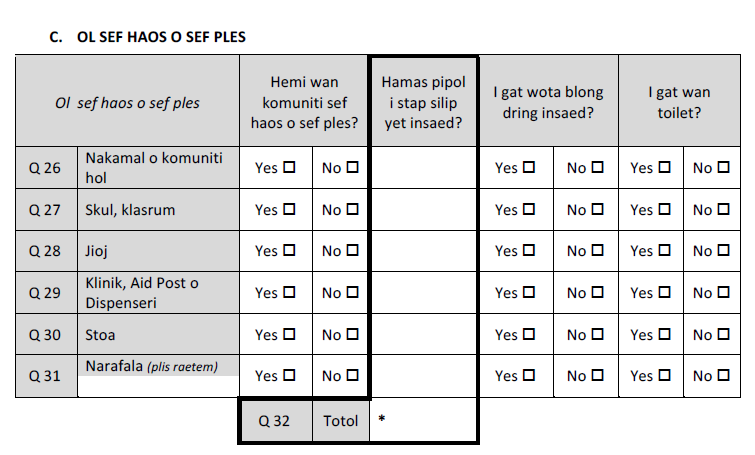 C. OL SEF HAOS O SEF PLES
Ol sef haos o sef ples
Hemi wan
komuniti sef
haos o sef ples?
Hamas pipol
i stap silip
yet insaed?
I gat wota blong
dring insaed?
I gat wan
toilet?
Q 26
Nakamal o komuniti
hol
Yes ☐ No ☐ Yes ☐ No ☐ Yes ☐ No ☐
Q 27 Skul, klasrum Yes ☐ No ☐ Yes ☐ No ☐ Yes ☐ No ☐
Q 28 Jioj Yes ☐ No ☐ Yes ☐ No ☐ Yes ☐ No ☐
Q 29
Klinik, Aid Post o
Dispenseri
Yes ☐ No ☐ Yes ☐ No ☐ Yes ☐ No ☐
Q 30 Stoa Yes ☐ No ☐ Yes ☐ No ☐ Yes ☐ No ☐
Q 31 Narafala (plis raetem) Yes ☐ No ☐ Yes ☐ No ☐ Yes ☐ No ☐
Q 32 Totol *